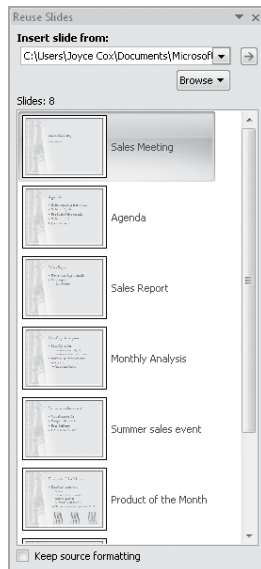 Reuse Slides
Insert slide from:
C:\Users\Joyce Cox\Documents\Microsoft
Browse
Slides: 8
Sales Meeting
Agenda
Sales Report
Monthly Analysis
Summer sales event
Product of the Month
Keep source formatting